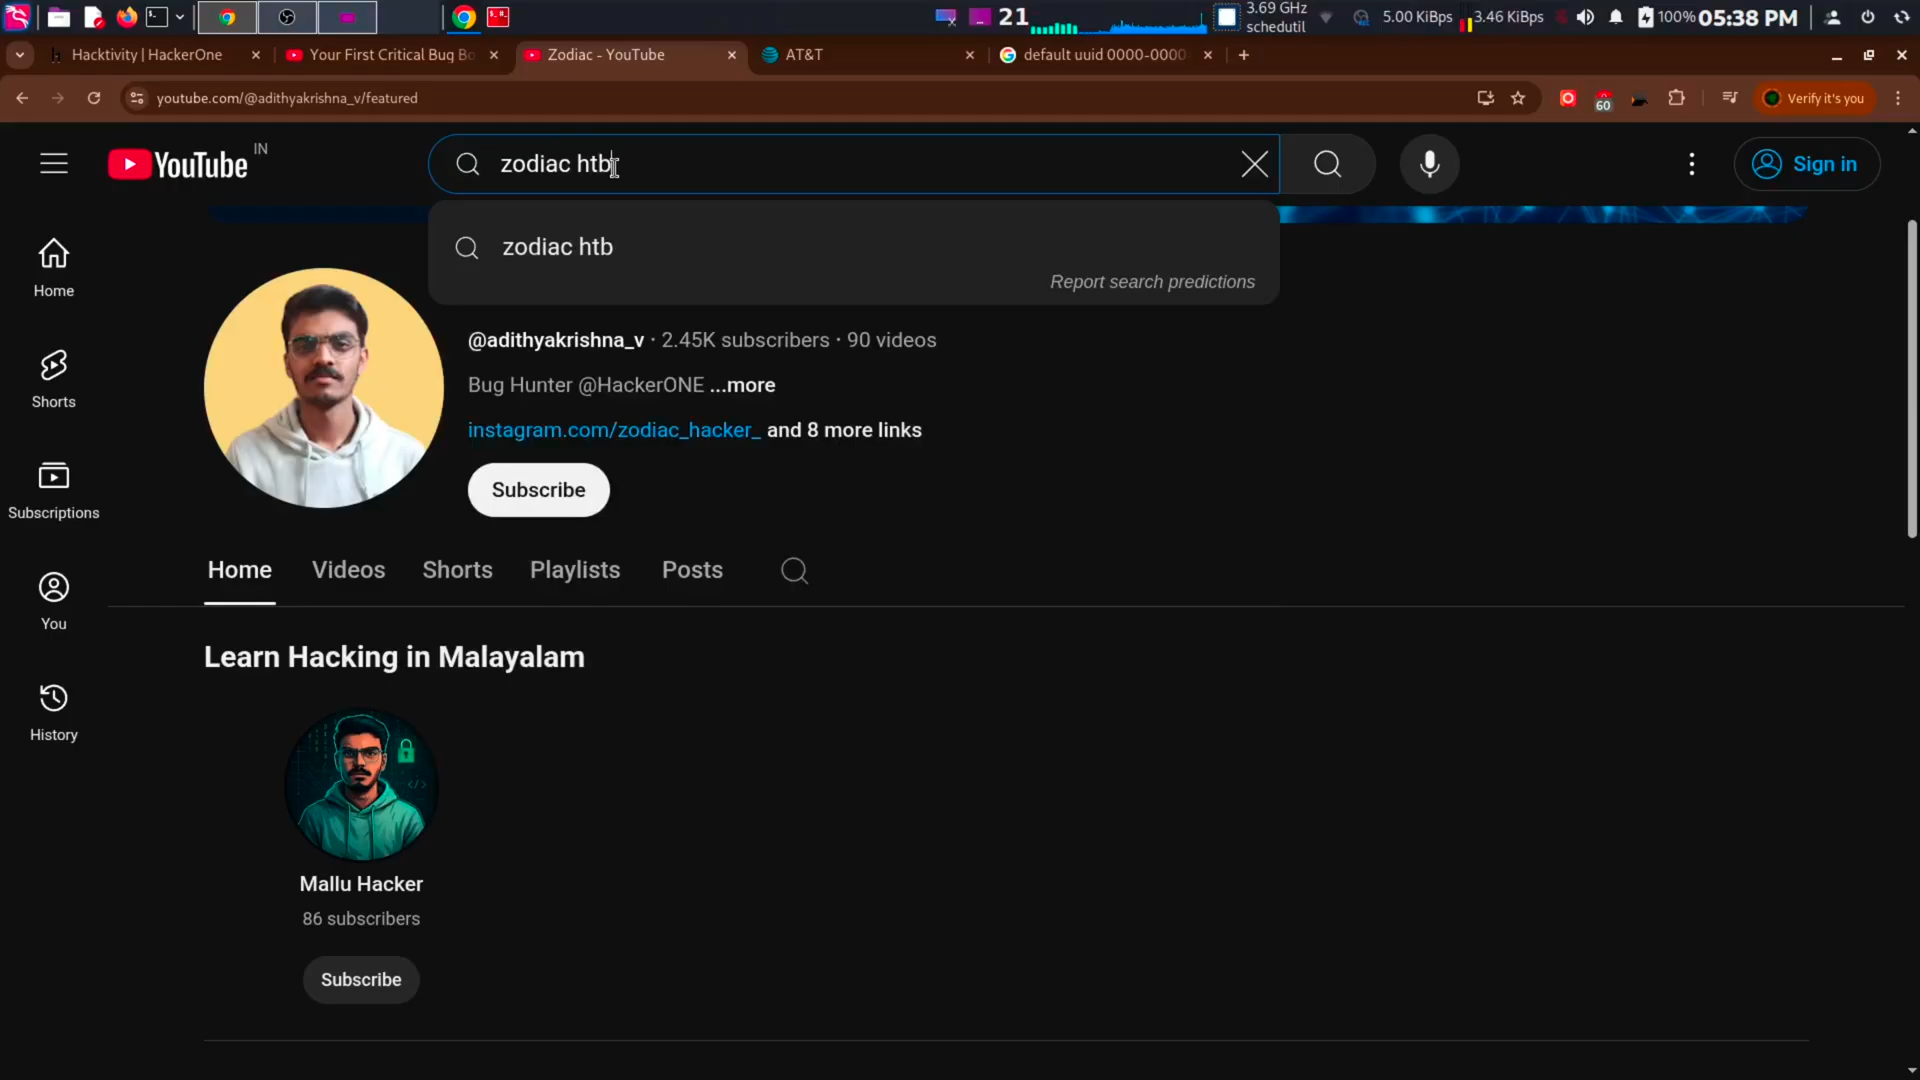 21
3.69 GHz
schedutil
5.00 KiBps
3.46 KiBps
100%
05:38 PM
Hacktivity | HackerOne
Your First Critical Bug Bo
Zodiac - YouTube
AT&T
default uuid 0000-0000-
youtube.com/@adithyakrishna_v/featured
60
Verify it's you
YouTube
IN
zodiac htb
Sign in
zodiac htb
Report search predictions
Home
Shorts
Subscriptions
You
History
@adithyakrishna_v · 2.45K subscribers · 90 videos
Bug Hunter @HackerONE ...more
instagram.com/zodiac_hacker_ and 8 more links
Subscribe
Home
Videos
Shorts
Playlists
Posts
Learn Hacking in Malayalam
Mallu Hacker
86 subscribers
Subscribe